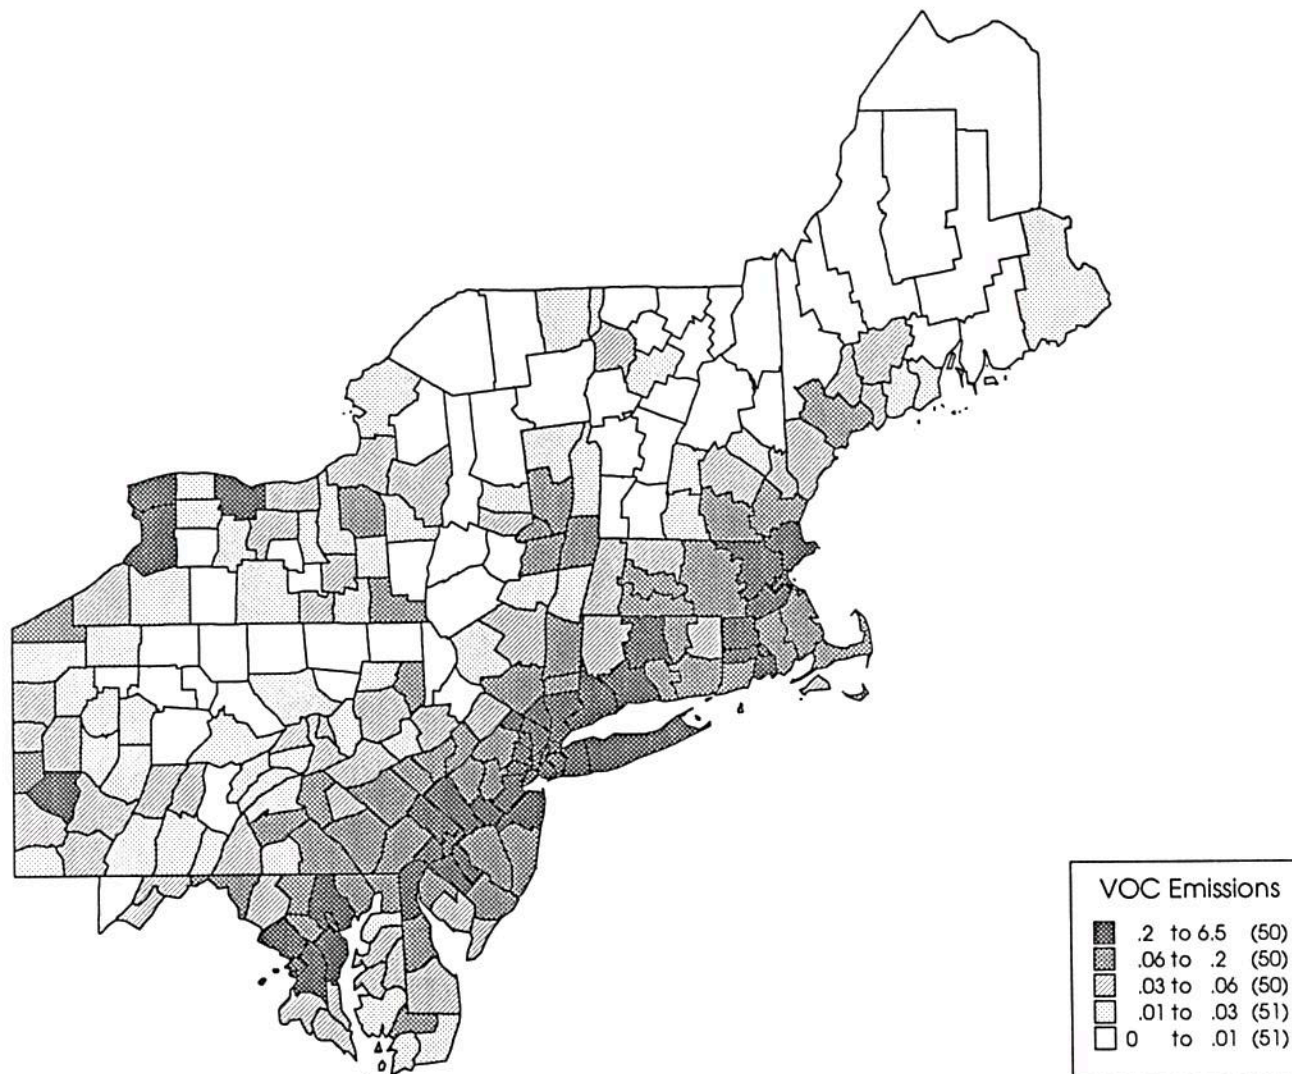 VOC Emissions
.2 to 6.5 (50)
.06 to .2 (50)
.03 to .06 (50)
.01 to .03 (51)
0 to .01 (51)